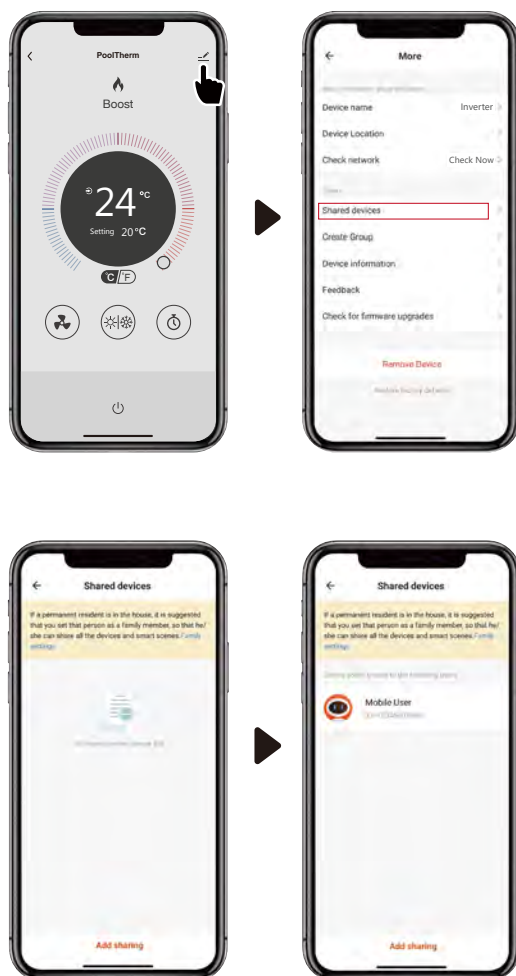 PoolTherm
Boost
24 °C
Setting 20°C
°C/°F
More
Device name Inverter
Device Location
Check network Check Now
Shared devices
Create Group
Device information
Feedback
Check for firmware upgrades
Remove Device
Shared devices
If a permanent resident is in the house, it is suggested
that you set that person as a family member, so that he/
she can share all the devices and smart scenes. Family
settings
Add sharing
Shared devices
If a permanent resident is in the house, it is suggested
that you set that person as a family member, so that he/
she can share all the devices and smart scenes. Family
settings
Mobile User
Add sharing